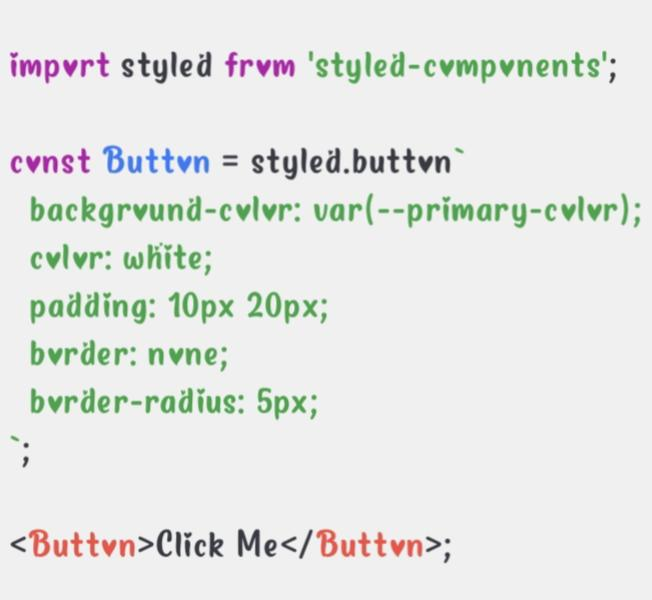 import styled from 'styled-components';
const Button = styled.button`
background-color: var(--primary-color);
color: white;
padding: 10px 20px;
border: none;
border-radius: 5px;
`;
<Button>Click Me</Button>;